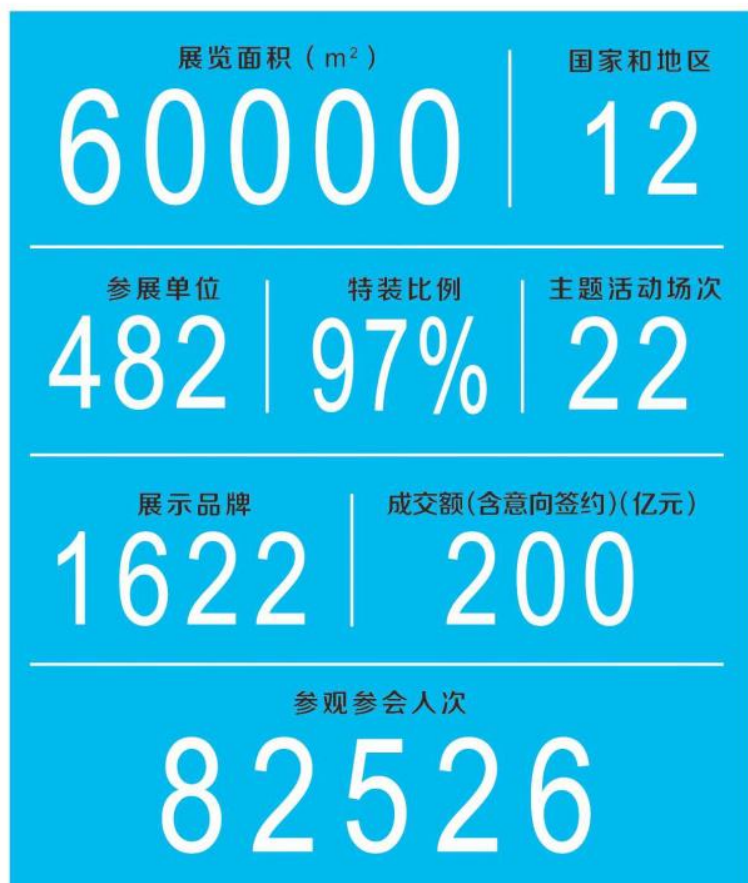 展览面积（m²）
国家和地区
60000
12
参展单位
特装比例
主题活动场次
482
97%
22
展示品牌
成交额(含意向签约)(亿元)
1622
200
参观参会人次
82526